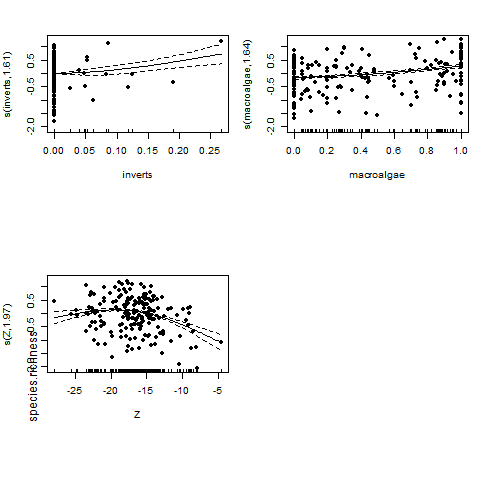 s(inverts,1.61)
0.5
-0.5
-2.0
0.00 0.05 0.10 0.15 0.20 0.25
inverts
s(macroalgae,1.64)
0.5
-0.5
-2.0
0.0 0.2 0.4 0.6 0.8 1.0
macroalgae
s(Z,1.97)
0.5
-0.5
-2.0
-25 -20 -15 -10 -5
Z
species.richness